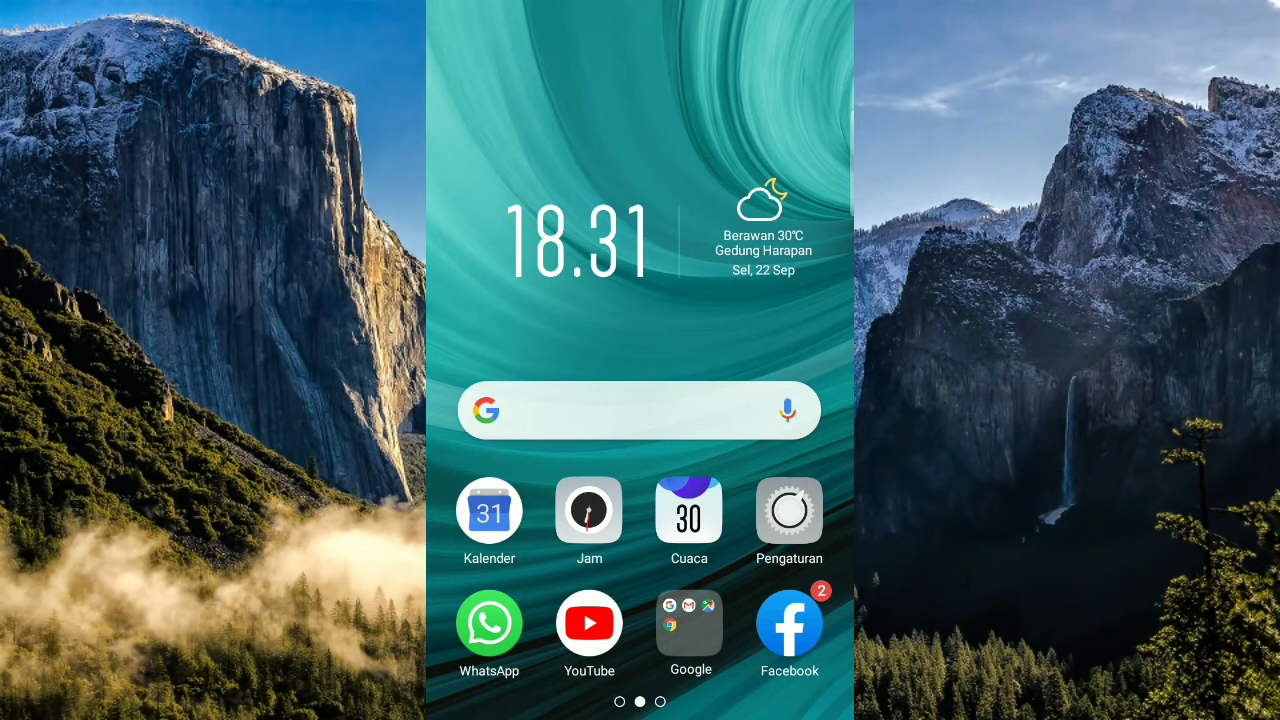 18.31
Berawan 30℃
Gedung Harapan
Sel, 22 Sep
31
30
Kalender
Jam
Cuaca
Pengaturan
2
WhatsApp
YouTube
Google
Facebook